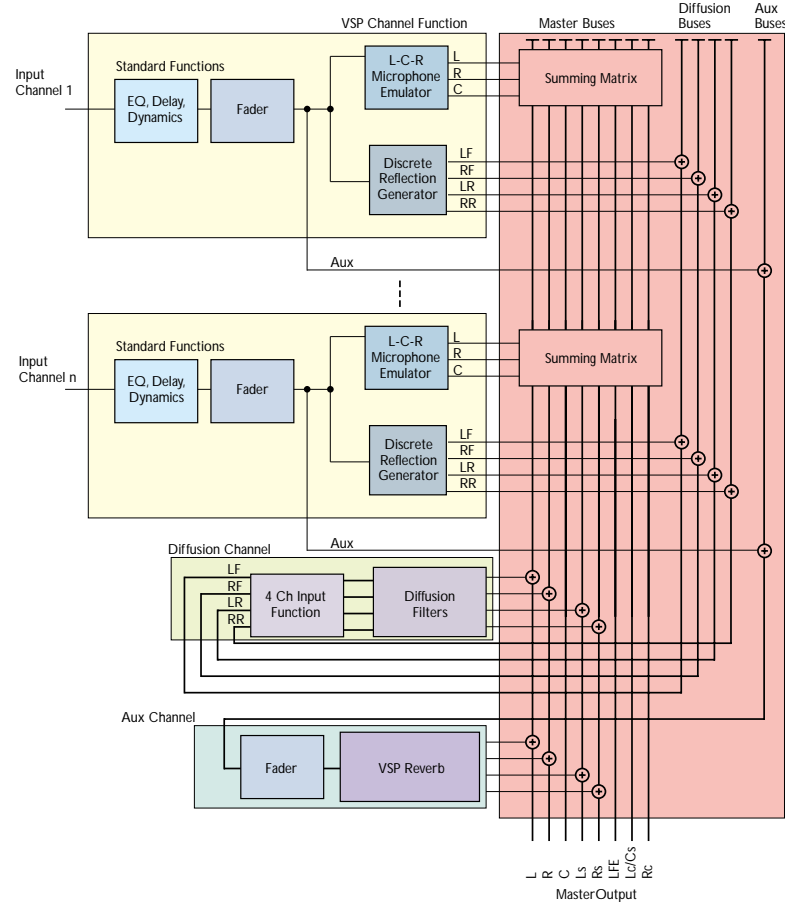 VSP Channel Function
Master Buses
Diffusion
Buses
Aux
Buses
Input
Channel 1
Standard Functions
EQ, Delay,
Dynamics
Fader
L-C-R
Microphone
Emulator
L
R
C
Summing Matrix
Discrete
Reflection
Generator
LF
RF
LR
RR
Aux
Input
Channel n
Standard Functions
EQ, Delay,
Dynamics
Fader
L-C-R
Microphone
Emulator
L
R
C
Summing Matrix
Discrete
Reflection
Generator
LF
RF
LR
RR
Aux
Diffusion Channel
LF
RF
LR
RR
4 Ch Input
Function
Diffusion
Filters
Aux Channel
Fader
VSP Reverb
L
R
C
Ls
Rs
LFE
Lc/Cs
Rc
MasterOutput